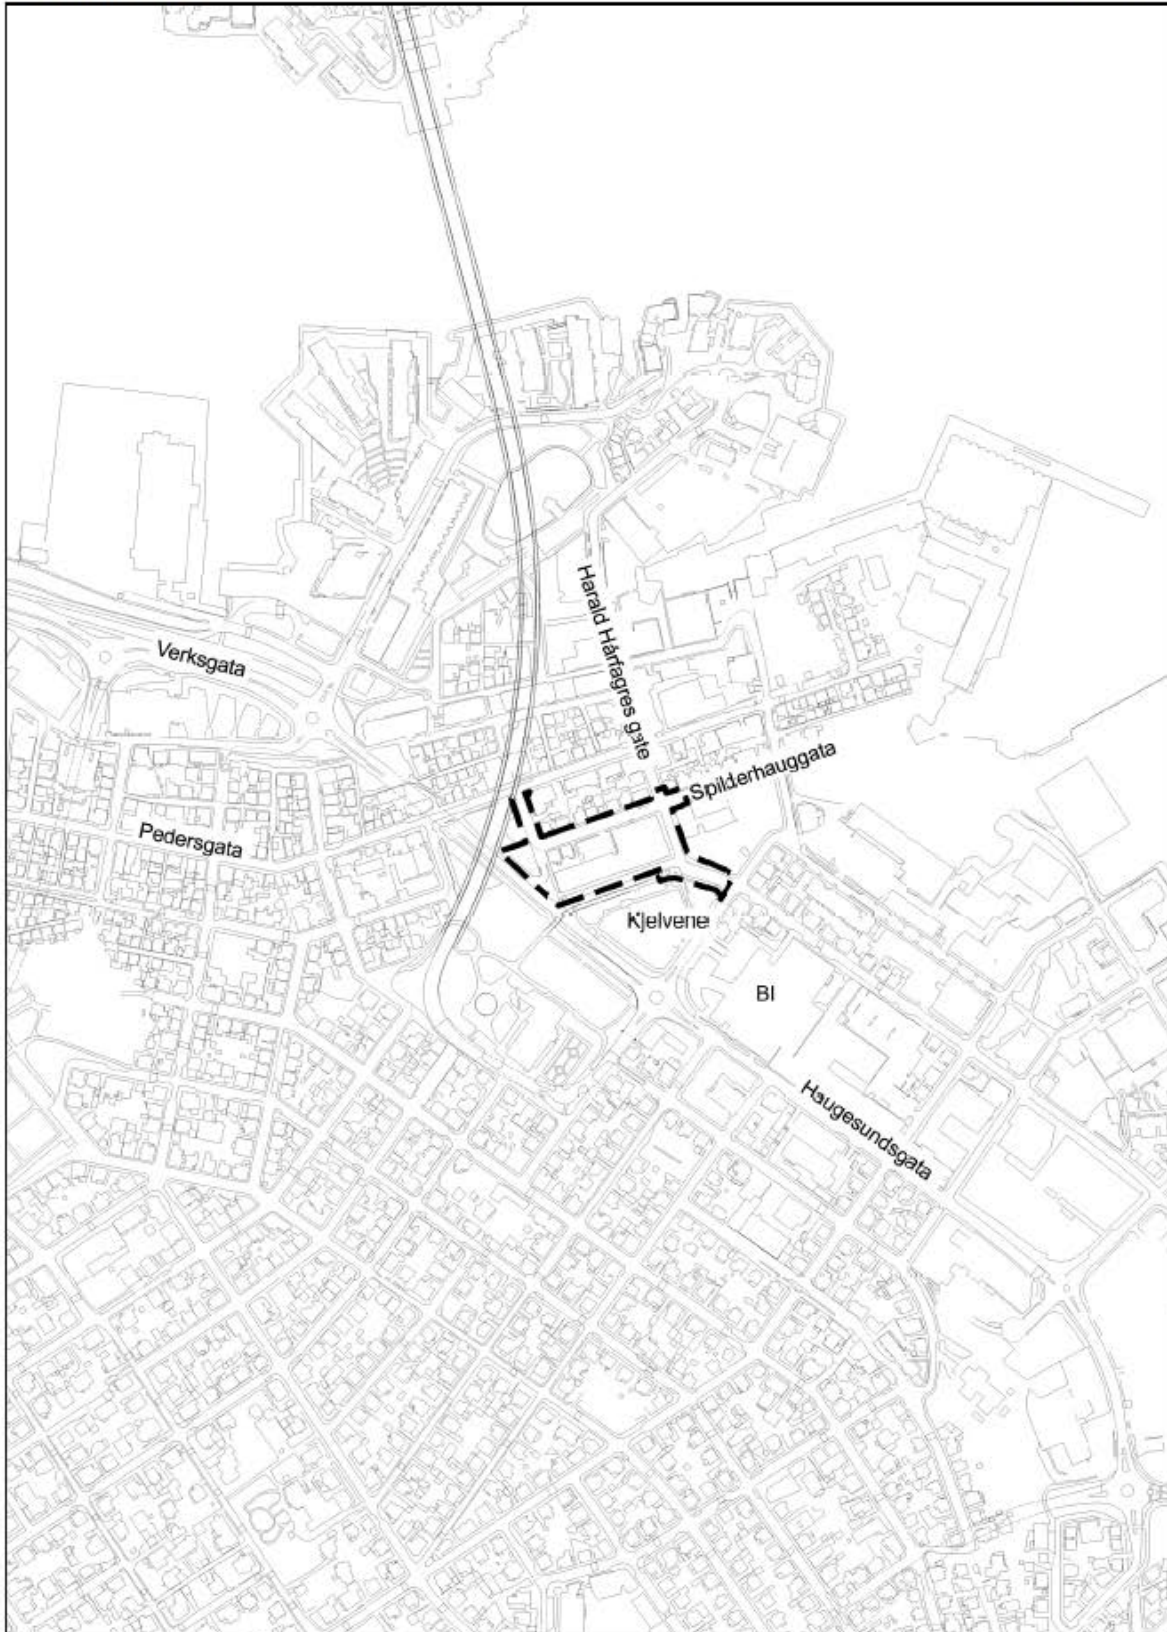 Harald Hårfagres gate
Verksgata
Spilderhauggata
Pedersgata
Kjelvene
BI
Haugesundsgata